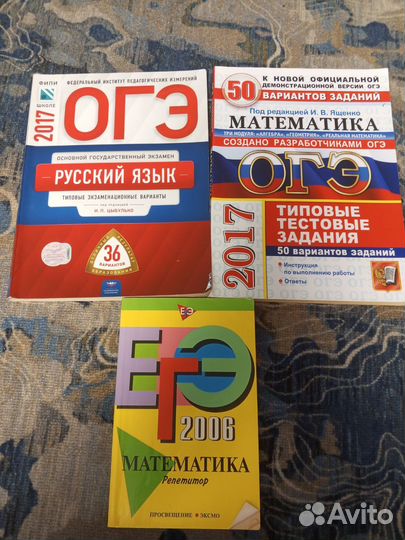 ФИПИ
ШКОЛЕ
ФЕДЕРАЛЬНЫЙ ИНСТИТУТ ПЕДАГОГИЧЕСКИХ ИЗМЕРЕНИЙ
2017
ОГЭ
ОСНОВНОЙ ГОСУДАРСТВЕННЫЙ ЭКЗАМЕН
РУССКИЙ ЯЗЫК
ТИПОВЫЕ ЭКЗАМЕНАЦИОННЫЕ ВАРИАНТЫ
под редакцией
И.П. ЦЫБУЛЬКО
36
ВАРИАНТОВ
50
К НОВОЙ ОФИЦИАЛЬНОЙ
ДЕМОНСТРАЦИОННОЙ ВЕРСИИ ОГЭ
ВАРИАНТОВ ЗАДАНИЙ
Под редакцией И. В. Ященко
МАТЕМАТИКА
ТРИ МОДУЛЯ: «АЛГЕБРА», «ГЕОМЕТРИЯ», «РЕАЛЬНАЯ МАТЕМАТИКА»
СОЗДАНО РАЗРАБОТЧИКАМИ ОГЭ
ОГЭ
2017
ТИПОВЫЕ
ТЕСТОВЫЕ
ЗАДАНИЯ
50 вариантов заданий
• Инструкция
по выполнению работы
• Ответы
ЕГЭ
2006
МАТЕМАТИКА
Репетитор
ПРОСВЕЩЕНИЕ • ЭКСМО
Avito